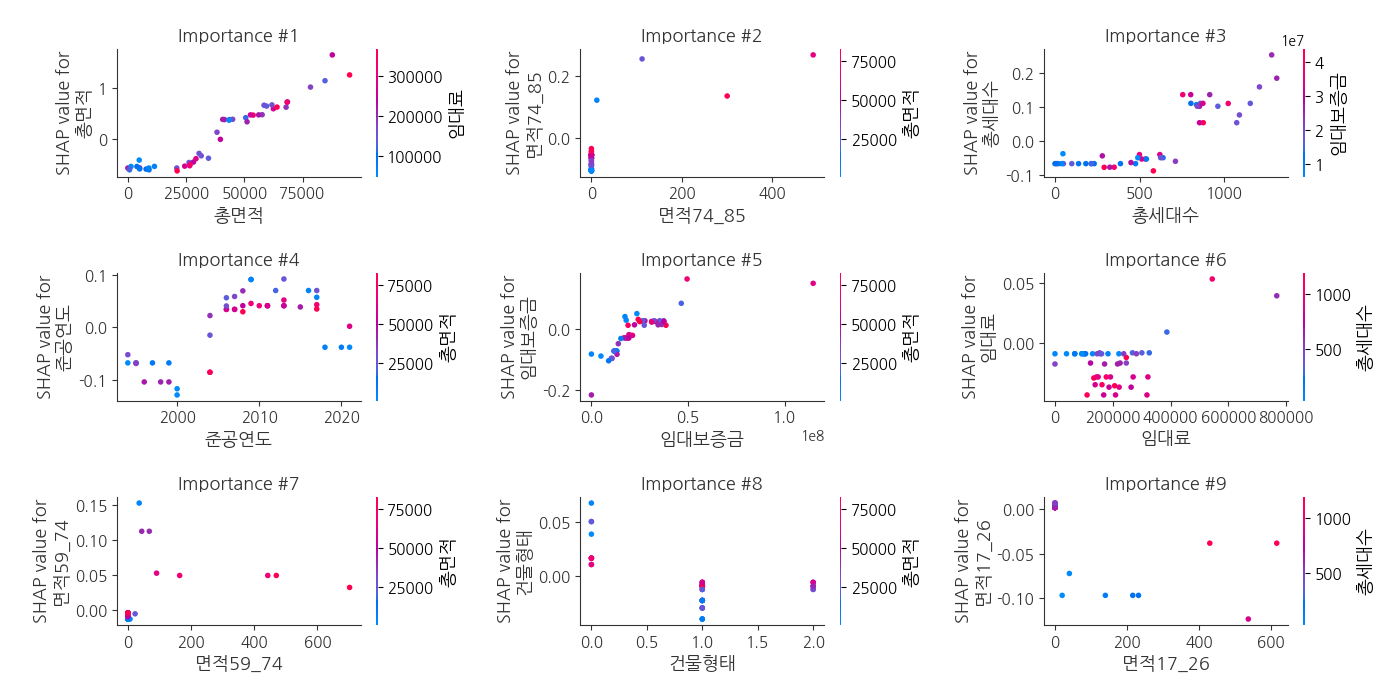 Importance #1
SHAP value for
총면적
1
0
0
25000
50000
75000
총면적
300000
200000
100000
임대료
Importance #2
SHAP value for
면적74_85
0.2
0.0
0
200
400
면적74_85
75000
50000
25000
총면적
Importance #3
SHAP value for
총세대수
0.2
0.1
0.0
-0.1
0
500
1000
총세대수
1e7
4
3
2
1
임대보증금
Importance #4
SHAP value for
준공연도
0.1
0.0
-0.1
2000
2010
2020
준공연도
75000
50000
25000
총면적
Importance #5
SHAP value for
임대보증금
0.0
-0.2
0.0
0.5
1.0
1e8
임대보증금
75000
50000
25000
총면적
Importance #6
SHAP value for
임대료
0.05
0.00
0
200000
400000
600000
800000
임대료
1000
500
총세대수
Importance #7
SHAP value for
면적59_74
0.15
0.10
0.05
0.00
0
200
400
600
면적59_74
75000
50000
25000
총면적
Importance #8
SHAP value for
건물형태
0.05
0.00
0.0
0.5
1.0
1.5
2.0
건물형태
75000
50000
25000
총면적
Importance #9
SHAP value for
면적17_26
0.00
-0.05
-0.10
0
200
400
600
면적17_26
1000
500
총세대수